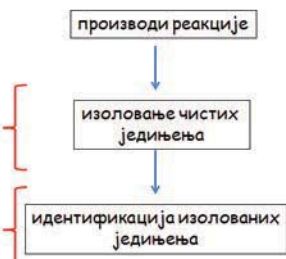 производи реакције
изоловање чистих
једињења
идентификација изолованих
једињења